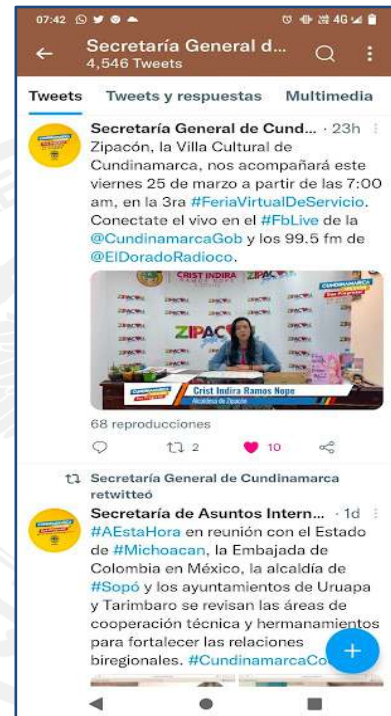 07:42
4G
Secretaría General d...
4,546 Tweets
Tweets Tweets y respuestas Multimedia
Secretaría General de Cund... · 23h
Zipacón, la Villa Cultural de
Cundinamarca, nos acompañará este
viernes 25 de marzo a partir de las 7:00
am, en la 3ra #FeriaVirtualDeServicio.
Conectate el vivo en el #FbLive de la
@CundinamarcaGob y los 99.5 fm de
@ElDoradoRadioco.
CRIST INDIRA
RAMOS NOPE
ZIPACÓN
Crist Indira Ramos Nope
Alcaldesa de Zipacón
68 reproducciones
2 10
Secretaría General de Cundinamarca
retwitteó
Secretaría de Asuntos Intern... · 1d
#AEstaHora en reunión con el Estado
de #Michoacan, la Embajada de
Colombia en México, la alcaldía de
#Sopó y los ayuntamientos de Uruapa
y Tarimbaro se revisan las áreas de
cooperación técnica y hermanamientos
para fortalecer las relaciones
biregionales. #CundinamarcaCo